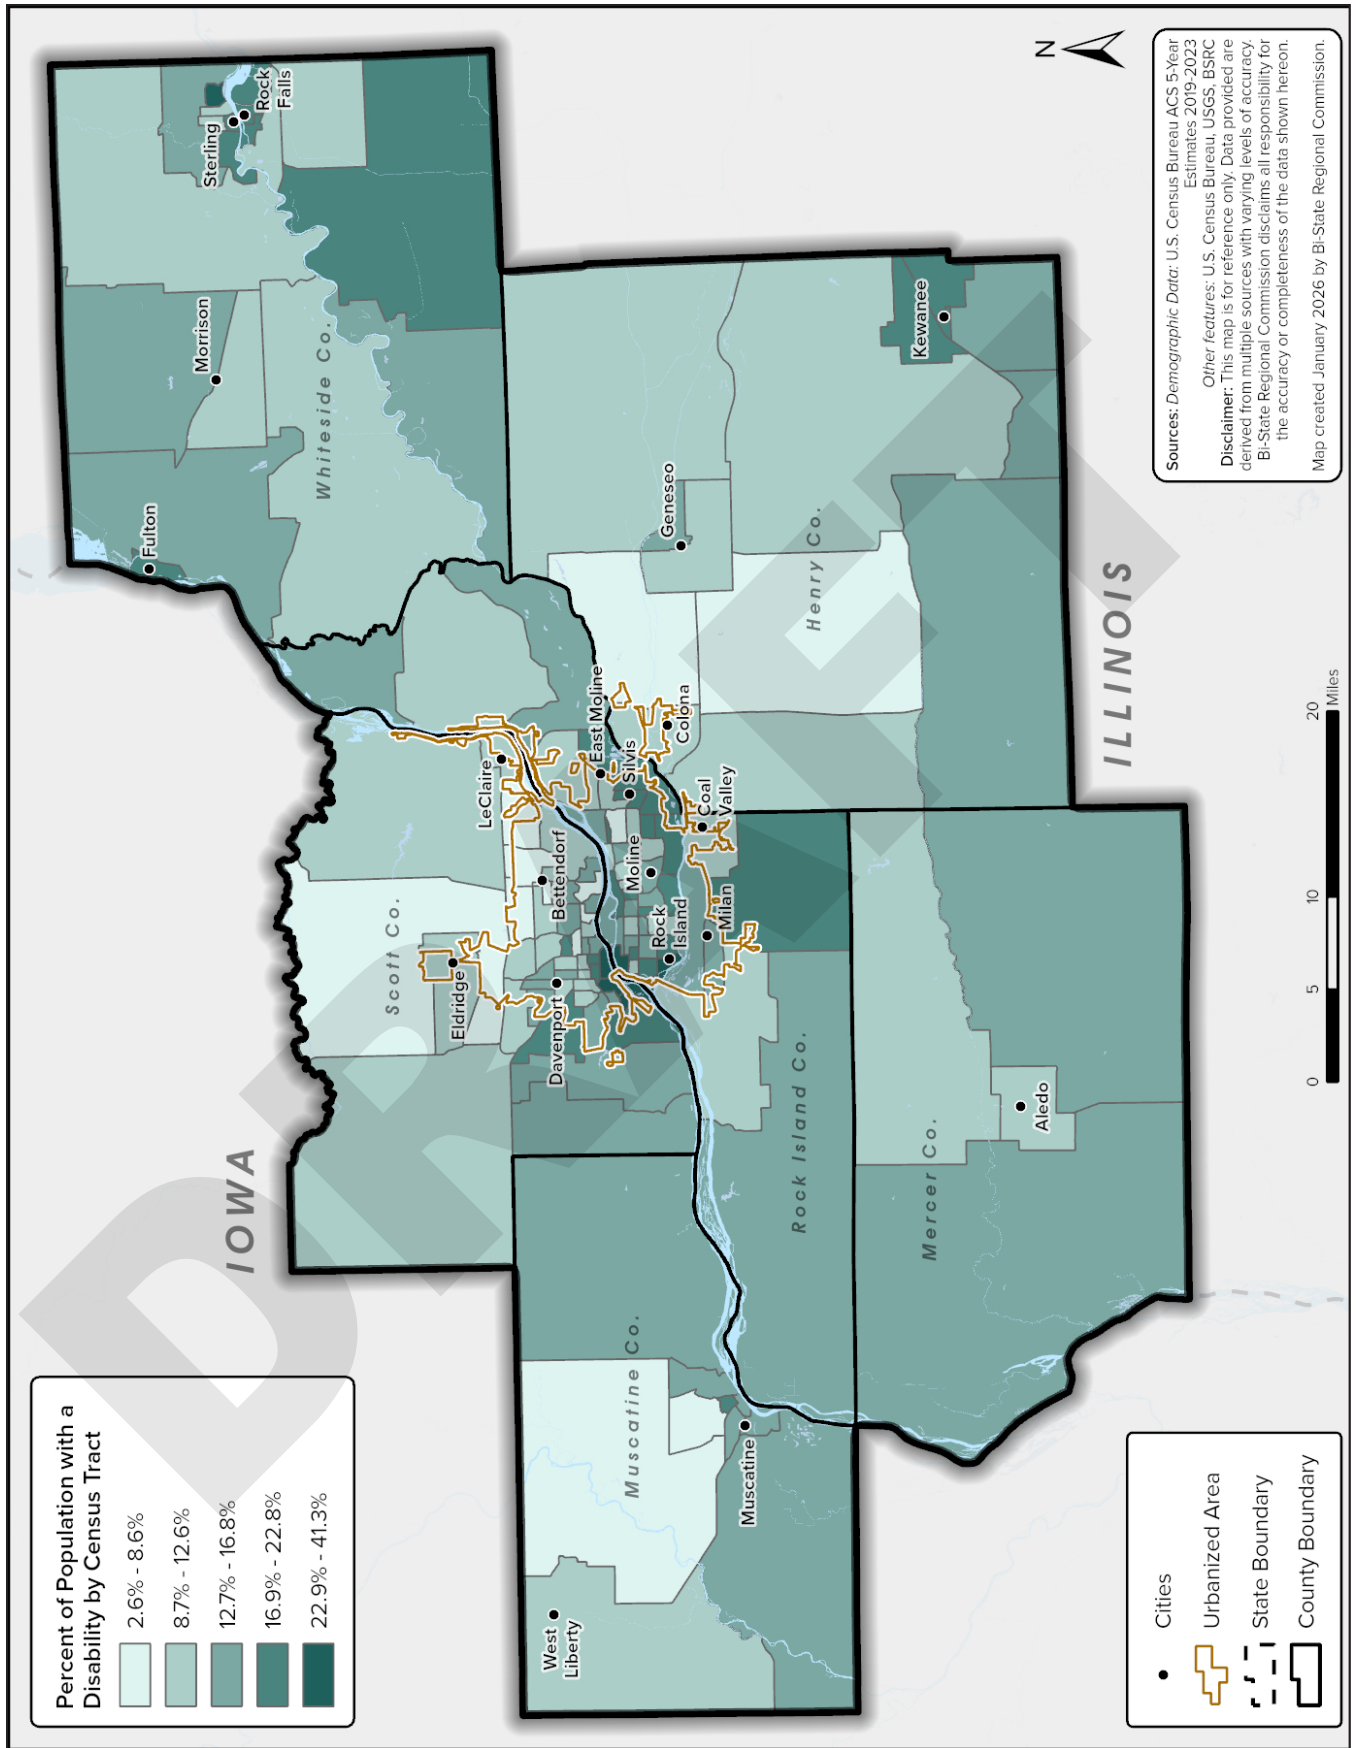 Percent of Population with a
Disability by Census Tract
2.6% - 8.6%
8.7% - 12.6%
12.7% - 16.8%
16.9% - 22.8%
22.9% - 41.3%
IOWA
ILLINOIS
DRAFT
Whiteside Co.
Scott Co.
Muscatine Co.
Rock Island Co.
Henry Co.
Mercer Co.
Fulton
Morrison
Sterling
Rock
Falls
LeClaire
Eldridge
Bettendorf
Davenport
East Moline
Silvis
Moline
Rock
Island
Milan
Coal
Valley
Colona
Geneseo
Kewanee
West
Liberty
Muscatine
Aledo
Cities
Urbanized Area
State Boundary
County Boundary
0
5
10
20
Miles
N
Sources: Demographic Data: U.S. Census Bureau ACS 5-Year
Estimates 2019-2023
Other features: U.S. Census Bureau, USGS, BSRC
Disclaimer: This map is for reference only. Data provided are
derived from multiple sources with varying levels of accuracy.
Bi-State Regional Commission disclaims all responsibility for
the accuracy or completeness of the data shown hereon.
Map created January 2026 by Bi-State Regional Commission.